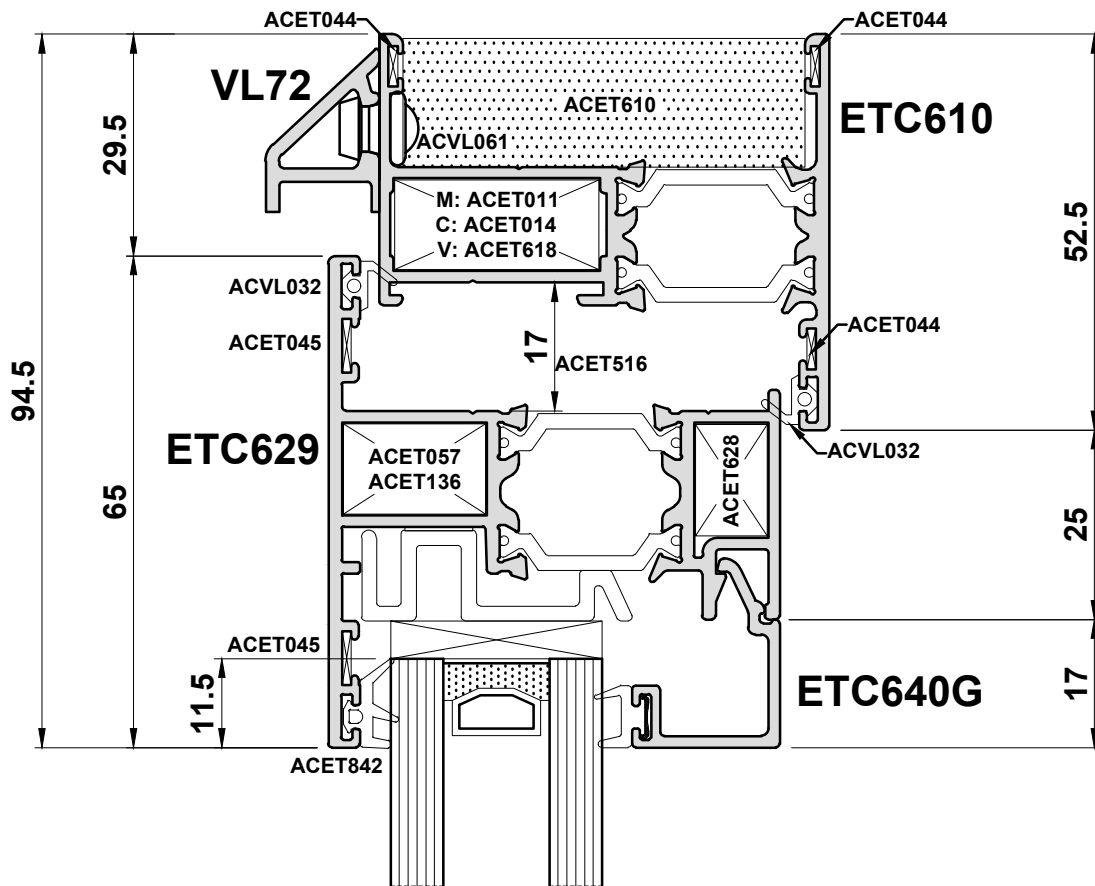 ACET044
ACET044
VL72
ACET610
ETC610
29.5
ACVL061
M: ACET011
C: ACET014
V: ACET618
52.5
ACVL032
ACET044
ACET045
17
ACET516
94.5
ETC629
ACVL032
ACET057
ACET136
ACET628
65
25
ACET045
11.5
ETC640G
17
ACET842